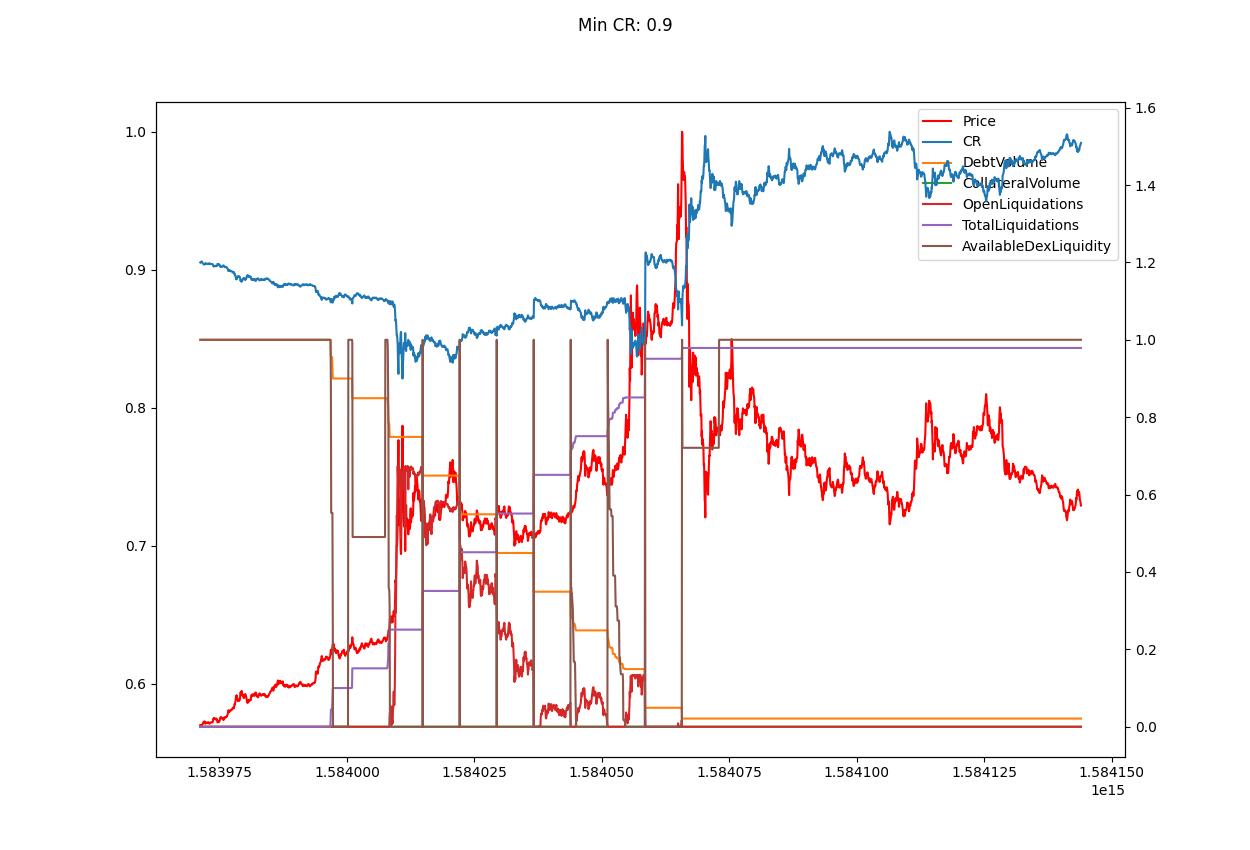 Min CR: 0.9
1.0
0.9
0.8
0.7
0.6
1.6
1.4
1.2
1.0
0.8
0.6
0.4
0.2
0.0
Price
CR
DebtVolume
CollateralVolume
OpenLiquidations
TotalLiquidations
AvailableDexLiquidity
1.583975 1.584000 1.584025 1.584050 1.584075 1.584100 1.584125 1.584150
1e15